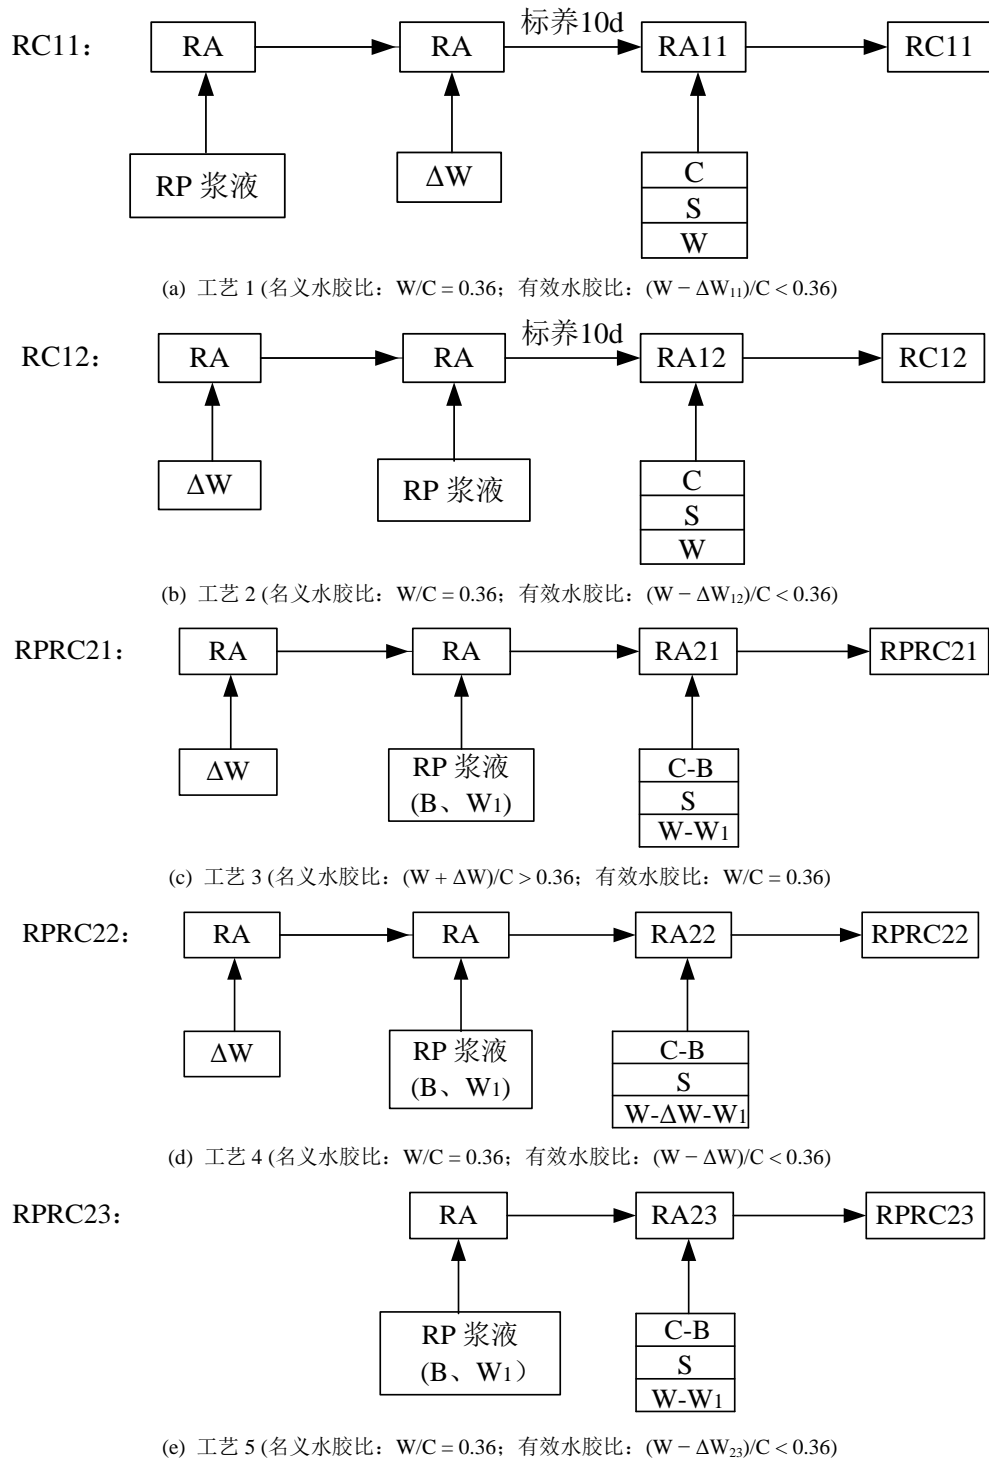 RC11： RA RA 标养10d RA11 RC11
RP 浆液 ΔW C
S
W
(a) 工艺 1 (名义水胶比：W/C = 0.36；有效水胶比：(W − ΔW₁₁)/C < 0.36)
RC12： RA RA 标养10d RA12 RC12
ΔW RP 浆液 C
S
W
(b) 工艺 2 (名义水胶比：W/C = 0.36；有效水胶比：(W − ΔW₁₂)/C < 0.36)
RPRC21： RA RA RA21 RPRC21
ΔW RP 浆液 C-B
(B、W₁) S
W-W₁
(c) 工艺 3 (名义水胶比：(W + ΔW)/C > 0.36；有效水胶比：W/C = 0.36)
RPRC22： RA RA RA22 RPRC22
ΔW RP 浆液 C-B
(B、W₁) S
W-ΔW-W₁
(d) 工艺 4 (名义水胶比：W/C = 0.36；有效水胶比：(W − ΔW)/C < 0.36)
RPRC23： RA RA23 RPRC23
RP 浆液 C-B
(B、W₁） S
W-W₁
(e) 工艺 5 (名义水胶比：W/C = 0.36；有效水胶比：(W − ΔW₂₃)/C < 0.36)